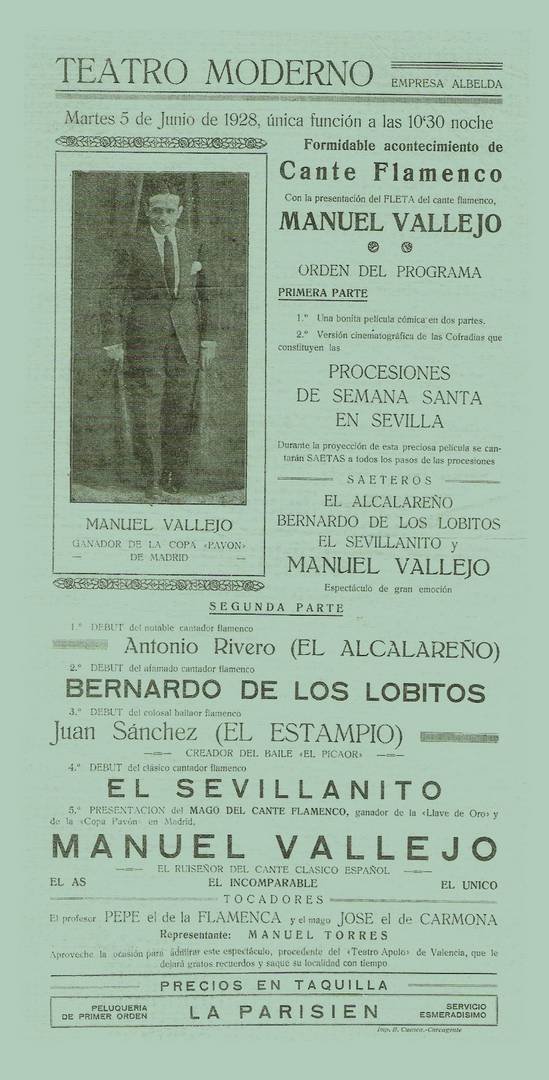 TEATRO MODERNO EMPRESA ALBELDA
Martes 5 de Junio de 1928, única función a las 10'30 noche
Formidable acontecimiento de
Cante Flamenco
Con la presentación del FLETA del cante flamenco,
MANUEL VALLEJO
ORDEN DEL PROGRAMA
PRIMERA PARTE
1.º Una bonita película cómica en dos partes.
2.º Versión cinematográfica de las Cofradias que
constituyen las
PROCESIONES
DE SEMANA SANTA
EN SEVILLA
Durante la proyección de esta preciosa película se can-
tarán SAETAS a todos los pasos de las procesiones
SAETEROS
EL ALCALAREÑO
BERNARDO DE LOS LOBITOS
EL SEVILLANITO y
MANUEL VALLEJO
Espectáculo de gran emoción
MANUEL VALLEJO
GANADOR DE LA COPA «PAVON»
— DE MADRID —
SEGUNDA PARTE
1.º DEBUT del notable cantador flamenco
Antonio Rivero (EL ALCALAREÑO)
2.º DEBUT del afamado cantador flamenco
BERNARDO DE LOS LOBITOS
3.º DEBUT del colosal bailaor flamenco
Juan Sánchez (EL ESTAMPIO)
CREADOR DEL BAILE «EL PICAOR»
4.º DEBUT del clásico cantador flamenco
EL SEVILLANITO
5.º PRESENTACION del MAGO DEL CANTE FLAMENCO, ganador de la «Llave de Oro» y
de la «Copa Pavón» en Madrid,
MANUEL VALLEJO
EL RUISEÑOR DEL CANTE CLASICO ESPAÑOL
EL AS EL INCOMPARABLE EL UNICO
TOCADORES
El profesor PEPE el de la FLAMENCA y el mago JOSE el de CARMONA
Representante: MANUEL TORRES
Aproveche la ocasión para admirar este espectáculo, procedente del «Teatro Apolo» de Valencia, que le
dejará gratos recuerdos y saque su localidad con tiempo
PRECIOS EN TAQUILLA
PELUQUERIA
DE PRIMER ORDEN
LA PARISIEN
SERVICIO
ESMERADISIMO
Imp. B. Cuenca.-Carcagente